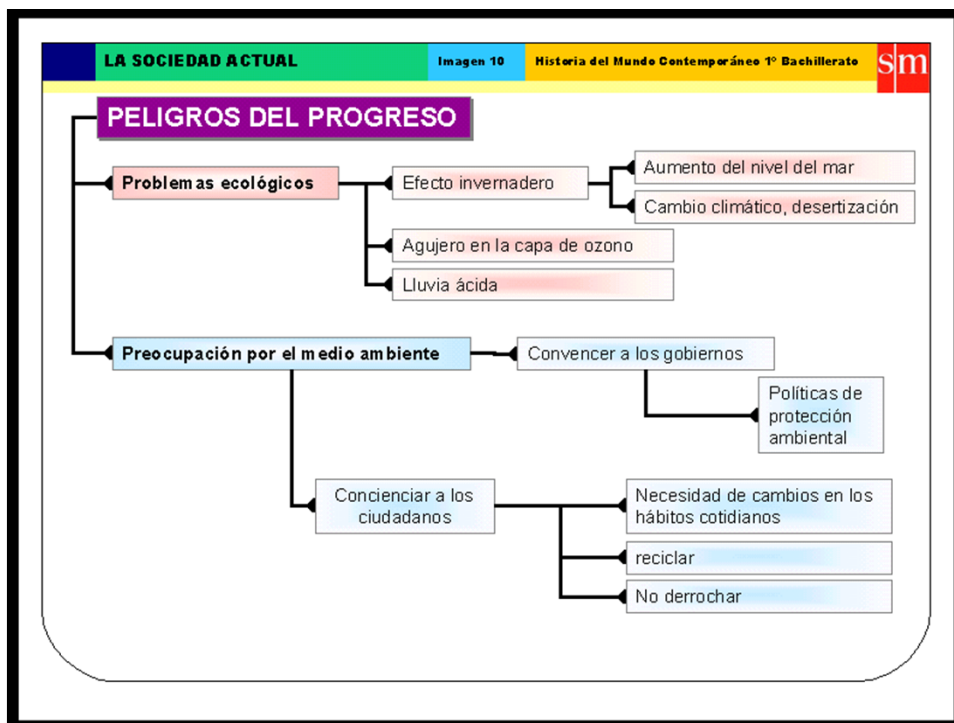 LA SOCIEDAD ACTUAL
Imagen 10
Historia del Mundo Contemporáneo 1º Bachillerato
sm
PELIGROS DEL PROGRESO
Problemas ecológicos
Efecto invernadero
Aumento del nivel del mar
Cambio climático, desertización
Agujero en la capa de ozono
Lluvia ácida
Preocupación por el medio ambiente
Convencer a los gobiernos
Políticas de
protección
ambiental
Concienciar a los
ciudadanos
Necesidad de cambios en los
hábitos cotidianos
reciclar
No derrochar